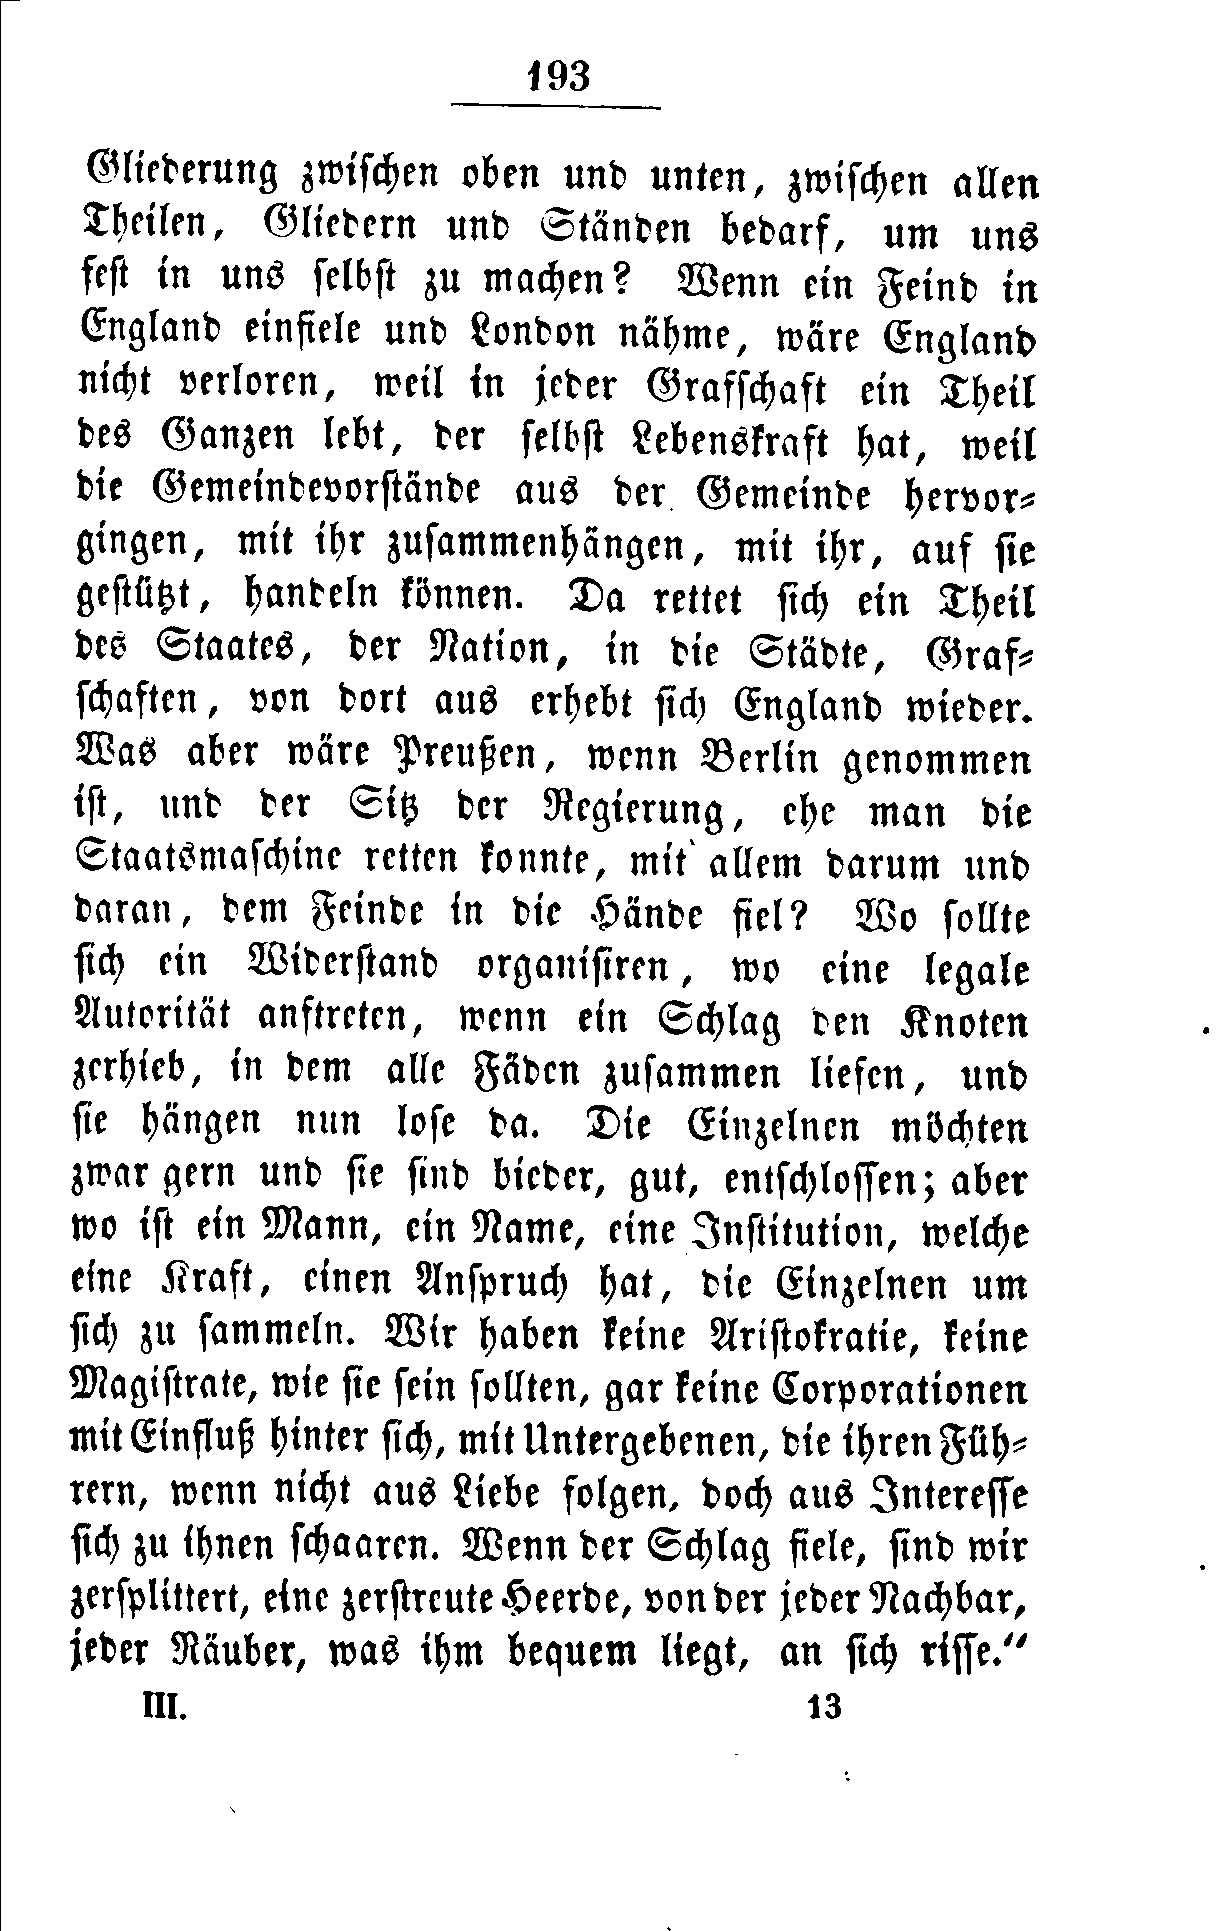 193
Gliederung zwischen oben und unten, zwischen allen
Theilen, Gliedern und Ständen bedarf, um uns
fest in uns selbst zu machen? Wenn ein Feind in
England einfiele und London nähme, wäre England
nicht verloren, weil in jeder Grafschaft ein Theil
des Ganzen lebt, der selbst Lebenskraft hat, weil
die Gemeindevorstände aus der Gemeinde hervor-
gingen, mit ihr zusammenhängen, mit ihr, auf sie
gestützt, handeln können. Da rettet sich ein Theil
des Staates, der Nation, in die Städte, Graf-
schaften, von dort aus erhebt sich England wieder.
Was aber wäre Preußen, wenn Berlin genommen
ist, und der Sitz der Regierung, ehe man die
Staatsmaschine retten konnte, mit allem darum und
daran, dem Feinde in die Hände fiel? Wo sollte
sich ein Widerstand organisiren, wo eine legale
Autorität anftreten, wenn ein Schlag den Knoten
zerhieb, in dem alle Fäden zusammen liefen, und
sie hängen nun lose da. Die Einzelnen möchten
zwar gern und sie sind bieder, gut, entschlossen; aber
wo ist ein Mann, ein Name, eine Institution, welche
eine Kraft, einen Anspruch hat, die Einzelnen um
sich zu sammeln. Wir haben keine Aristokratie, keine
Magistrate, wie sie sein sollten, gar keine Corporationen
mit Einfluß hinter sich, mit Untergebenen, die ihren Füh-
rern, wenn nicht aus Liebe folgen, doch aus Interesse
sich zu ihnen schaaren. Wenn der Schlag fiele, sind wir
zersplittert, eine zerstreute Heerde, von der jeder Nachbar,
jeder Räuber, was ihm bequem liegt, an sich risse.“
III. 13